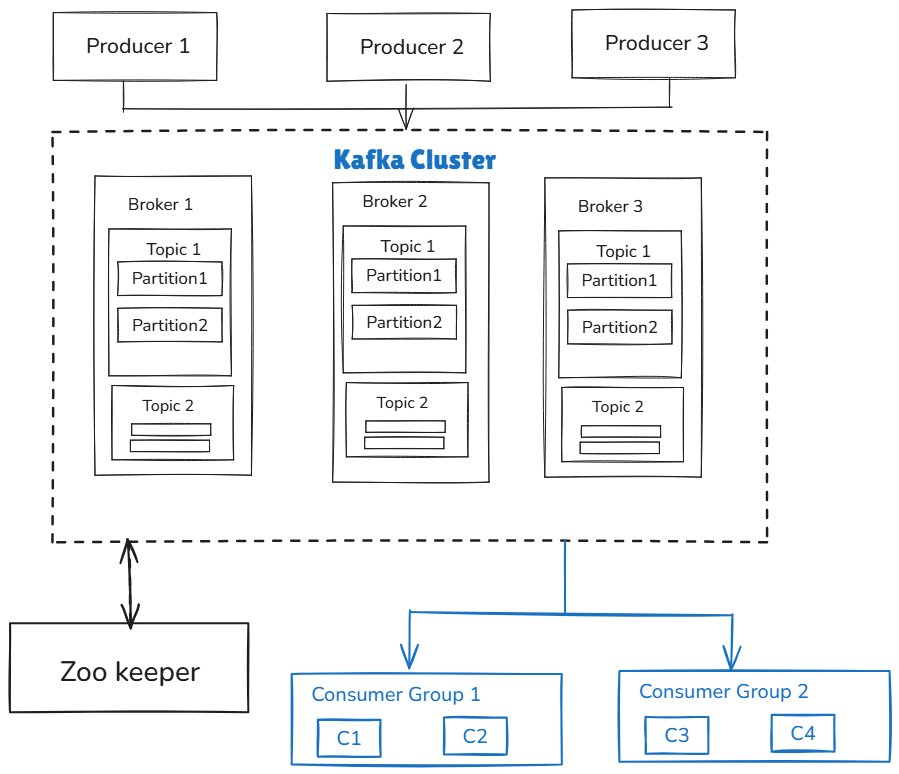 Producer 1
Producer 2
Producer 3
Kafka Cluster
Broker 1
Topic 1
Partition1
Partition2
Topic 2
Broker 2
Topic 1
Partition1
Partition2
Topic 2
Broker 3
Topic 1
Partition1
Partition2
Topic 2
Zoo keeper
Consumer Group 1
C1
C2
Consumer Group 2
C3
C4